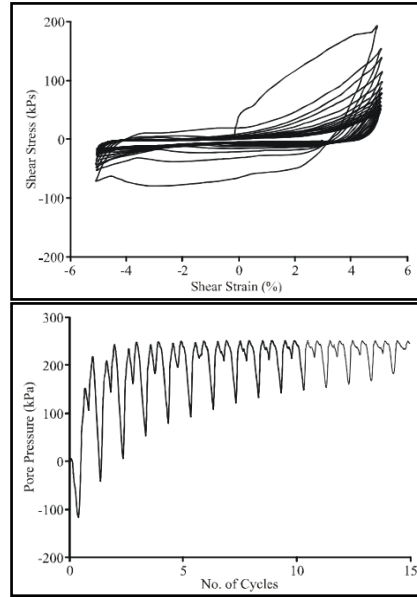 200
100
0
-100
-200
Shear Stress (kPs)
-6 -4 -2 0 2 4 6
Shear Strain (%)
300
200
100
0
-100
-200
Pore Pressure (kPa)
0 5 10 15
No. of Cycles